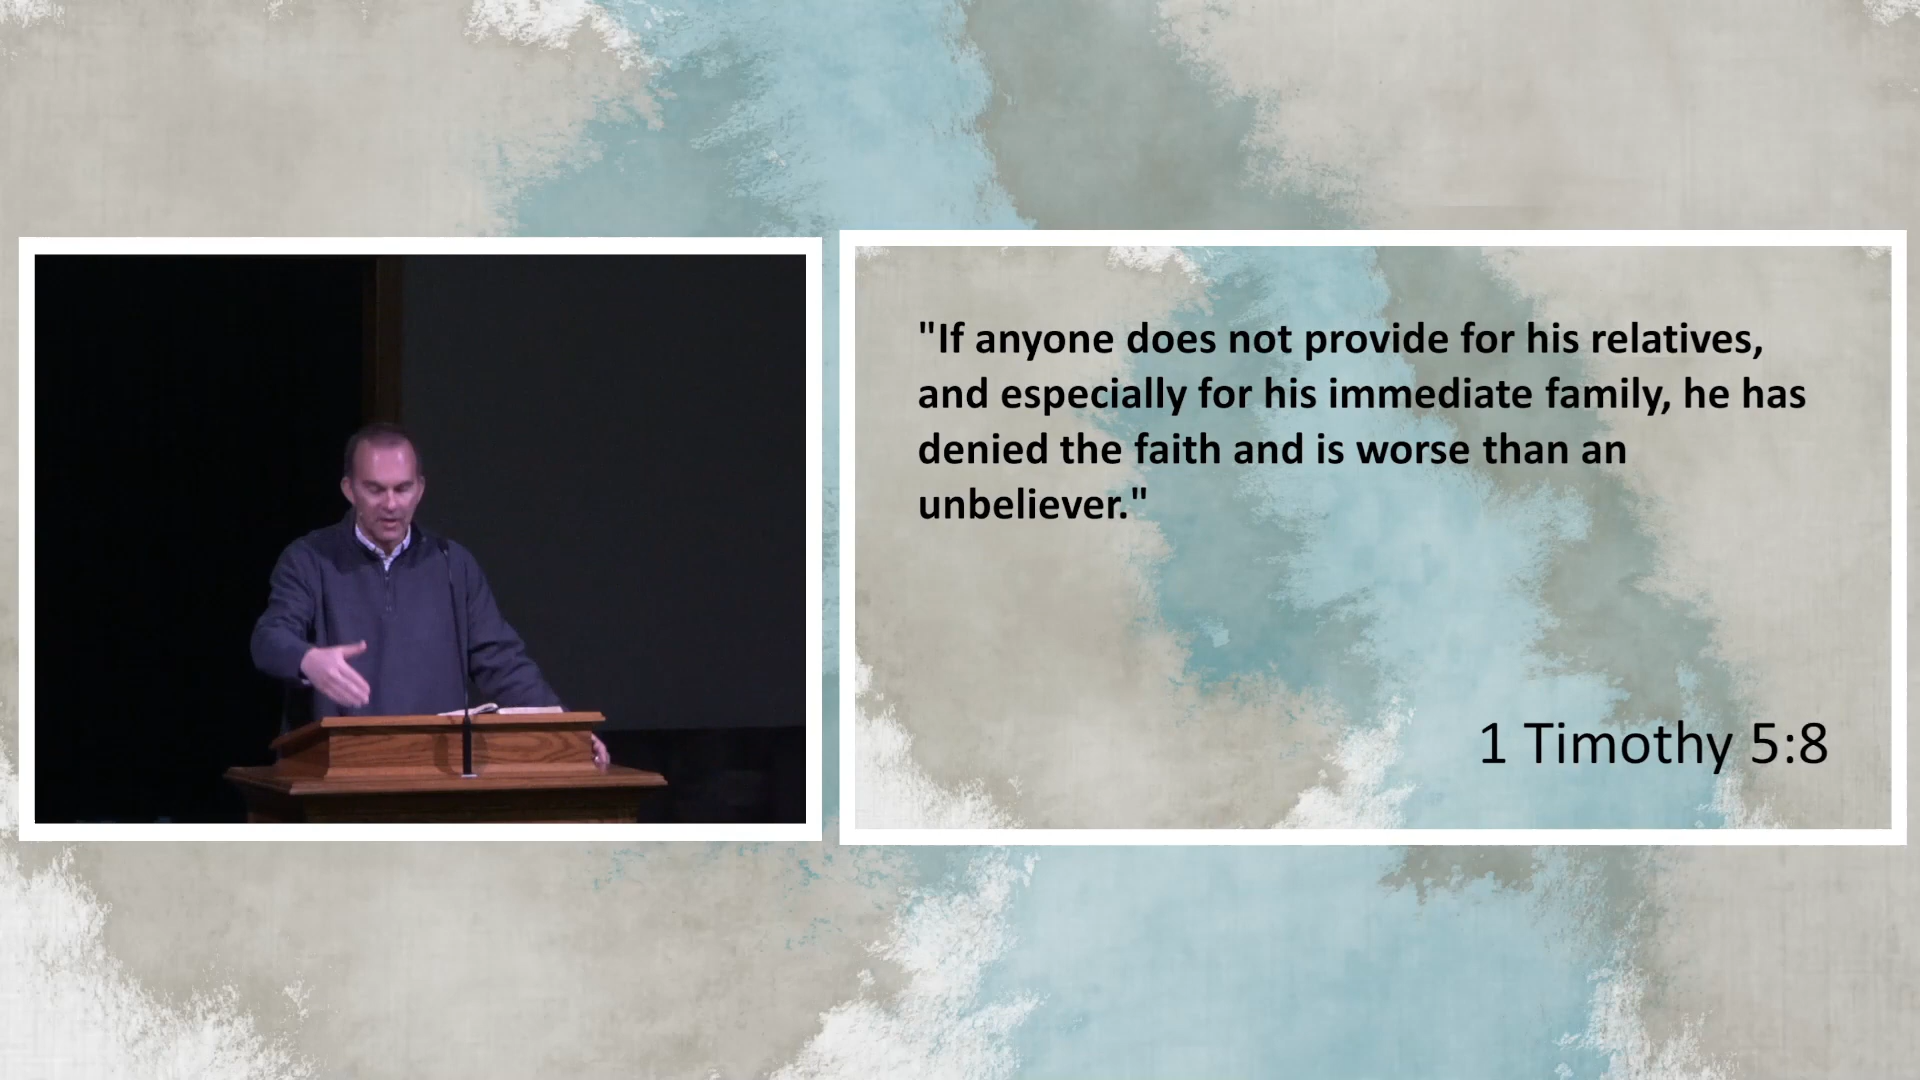 "If anyone does not provide for his relatives,
and especially for his immediate family, he has
denied the faith and is worse than an
unbeliever."
1 Timothy 5:8